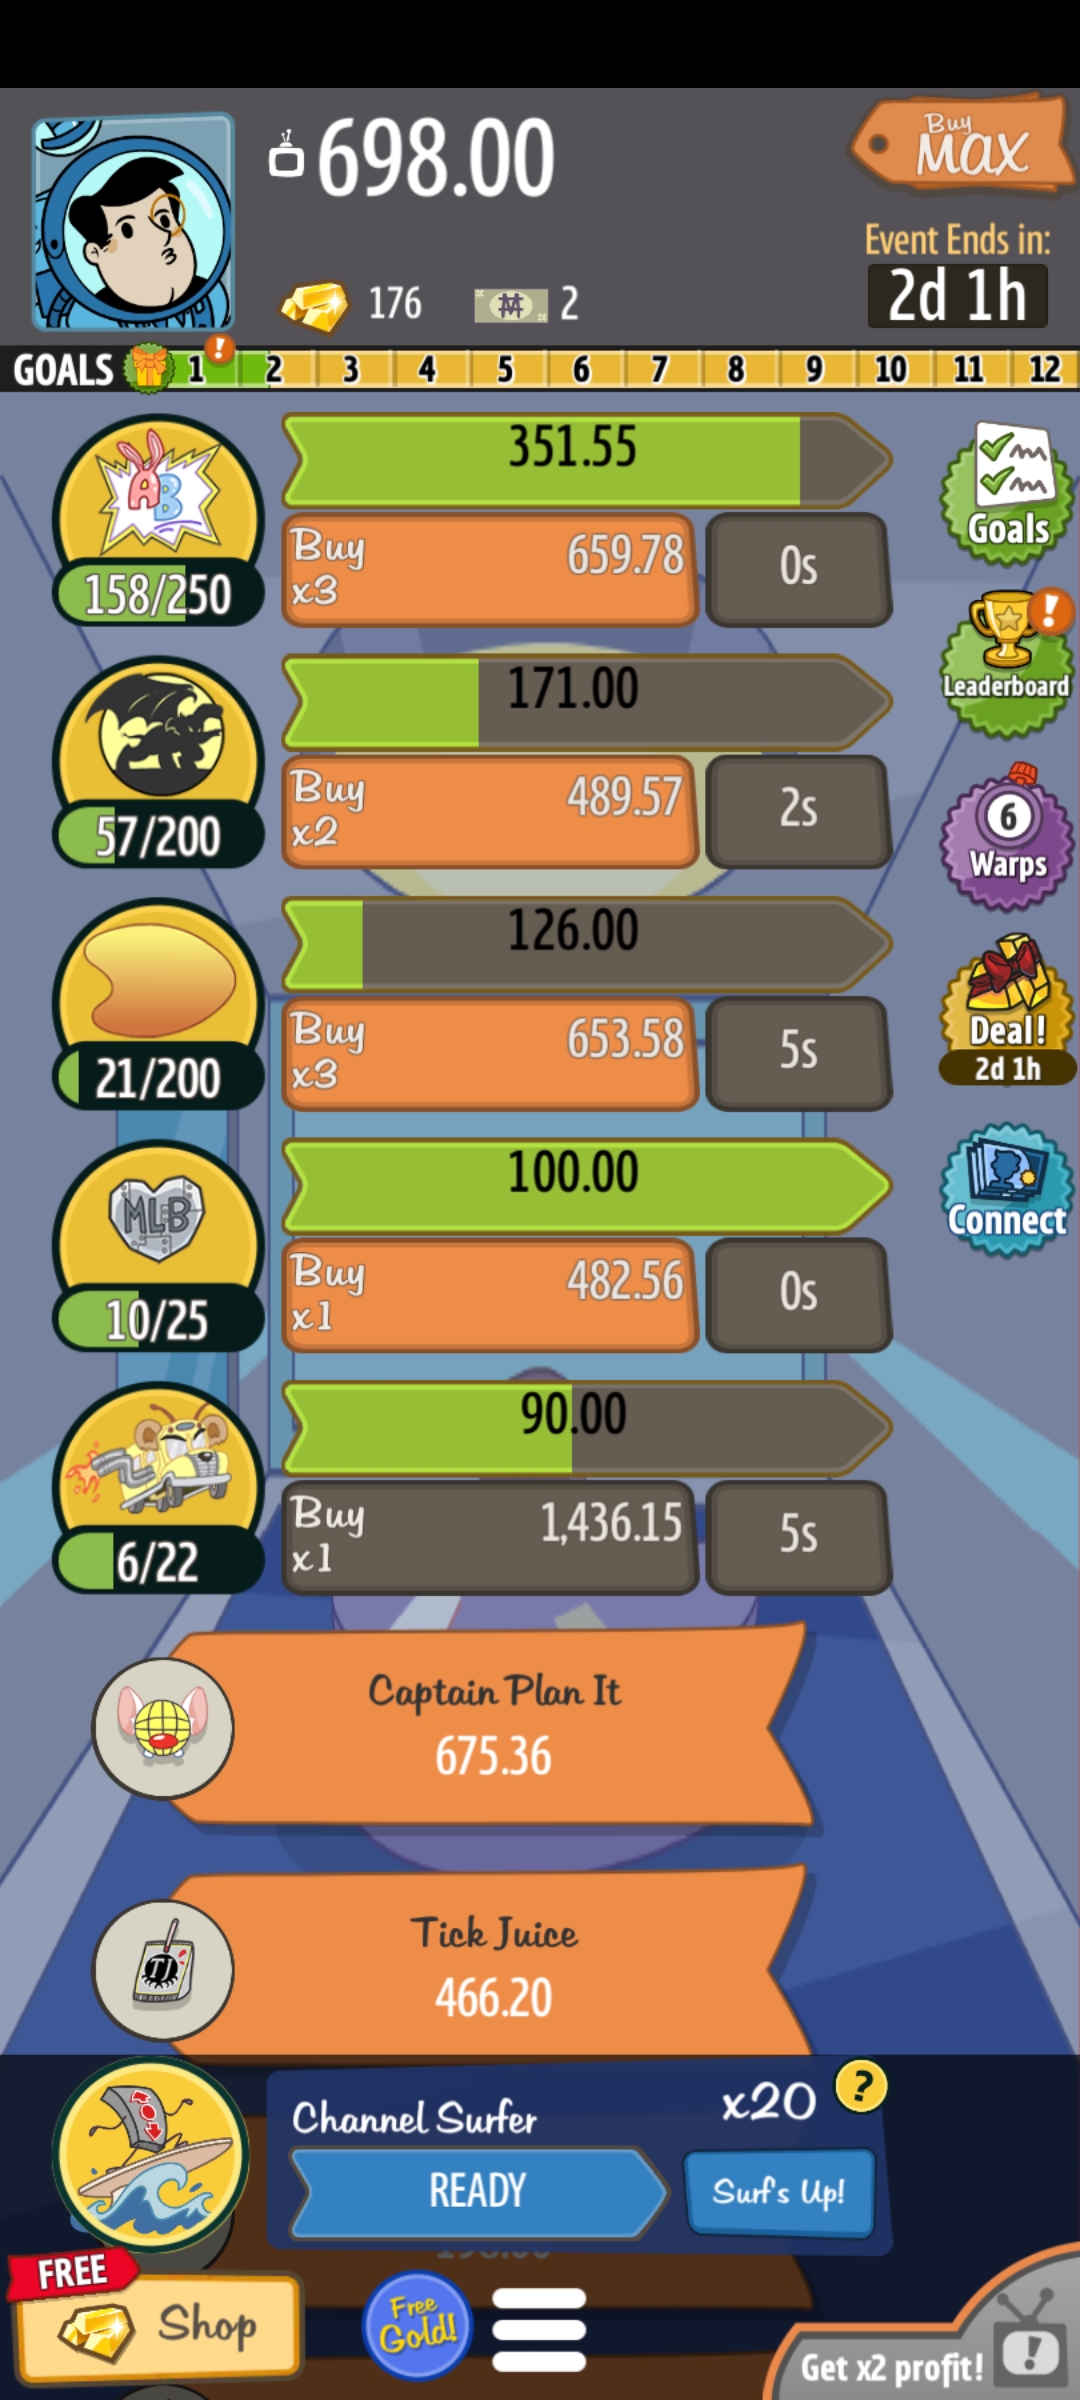 698.00
Buy
MAX
Event Ends in:
2d 1h
176
2
GOALS 1 ! 2 3 4 5 6 7 8 9 10 11 12
AB
351.55
158/250
Buy x3
659.78
0s
Goals
!
Leaderboard
171.00
57/200
Buy x2
489.57
2s
6
Warps
126.00
21/200
Buy x3
653.58
5s
Deal!
2d 1h
MLB
100.00
10/25
Buy x1
482.56
0s
Connect
90.00
6/22
Buy x1
1,436.15
5s
Captain Plan It
675.36
TJ
Tick Juice
466.20
Channel Surfer
x20
?
READY
Surf's Up!
FREE
Shop
Free Gold!
Get x2 profit!
!